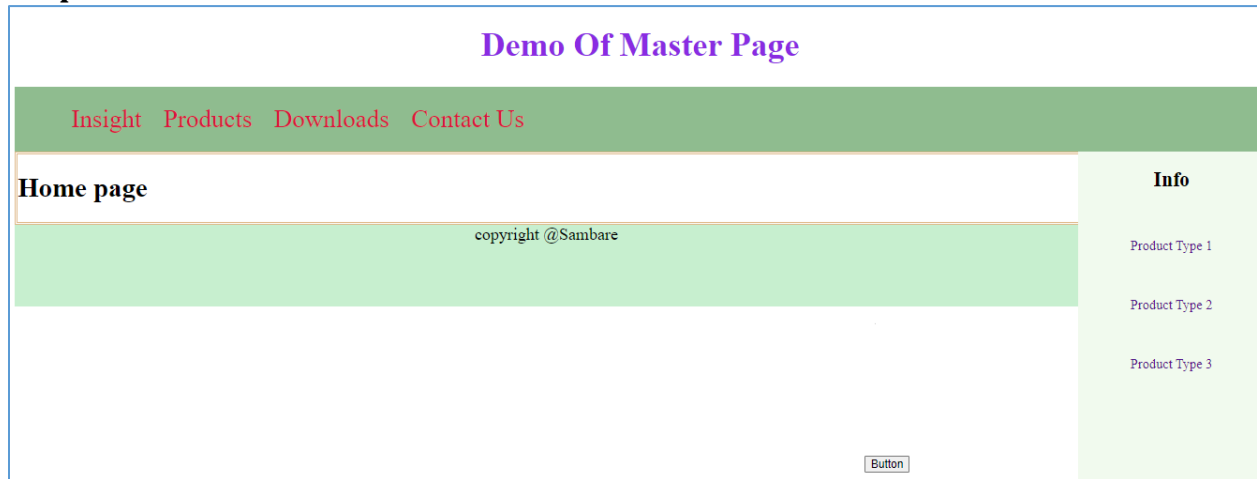 Demo Of Master Page
Insight Products Downloads Contact Us
Home page
copyright @Sambare
Info
Product Type 1
Product Type 2
Product Type 3
Button